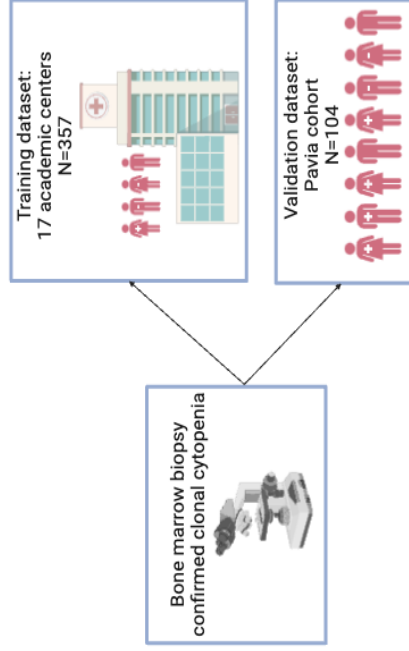 Bone marrow biopsy
confirmed clonal cytopenia
Training dataset:
17 academic centers
N=357
Validation dataset:
Pavia cohort
N=104